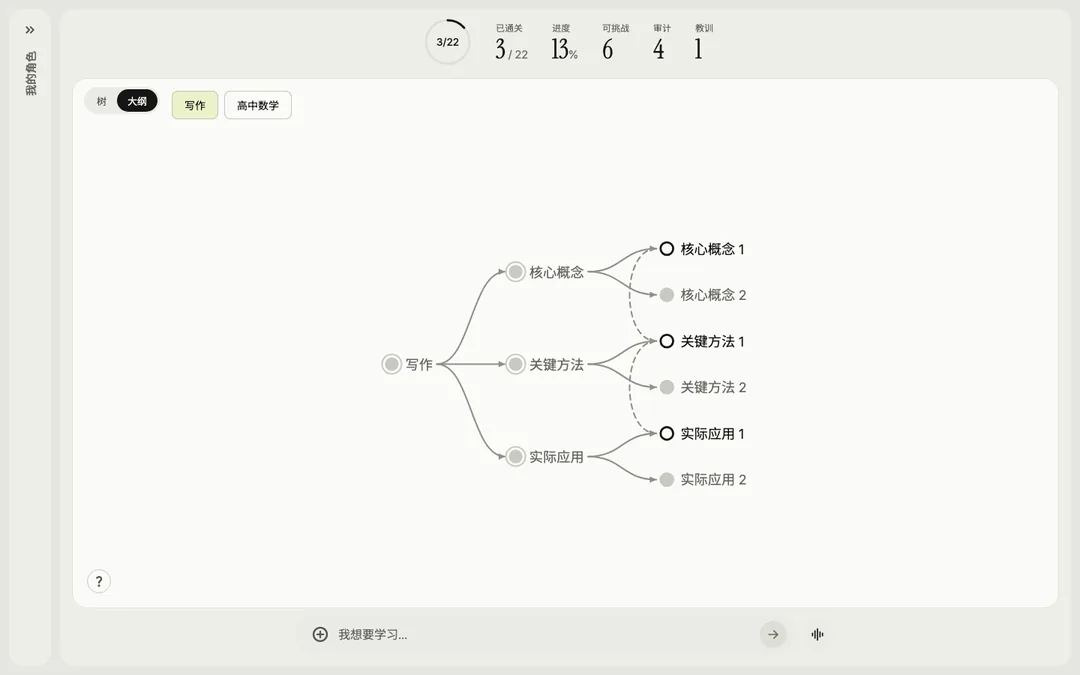 我的角色
3/22
已通关
3 / 22
进度
13%
可挑战
6
审计
4
教训
1
树
大纲
写作
高中数学
核心概念 1
核心概念
核心概念 2
关键方法 1
写作
关键方法
关键方法 2
实际应用 1
实际应用
实际应用 2
?
我想要学习...